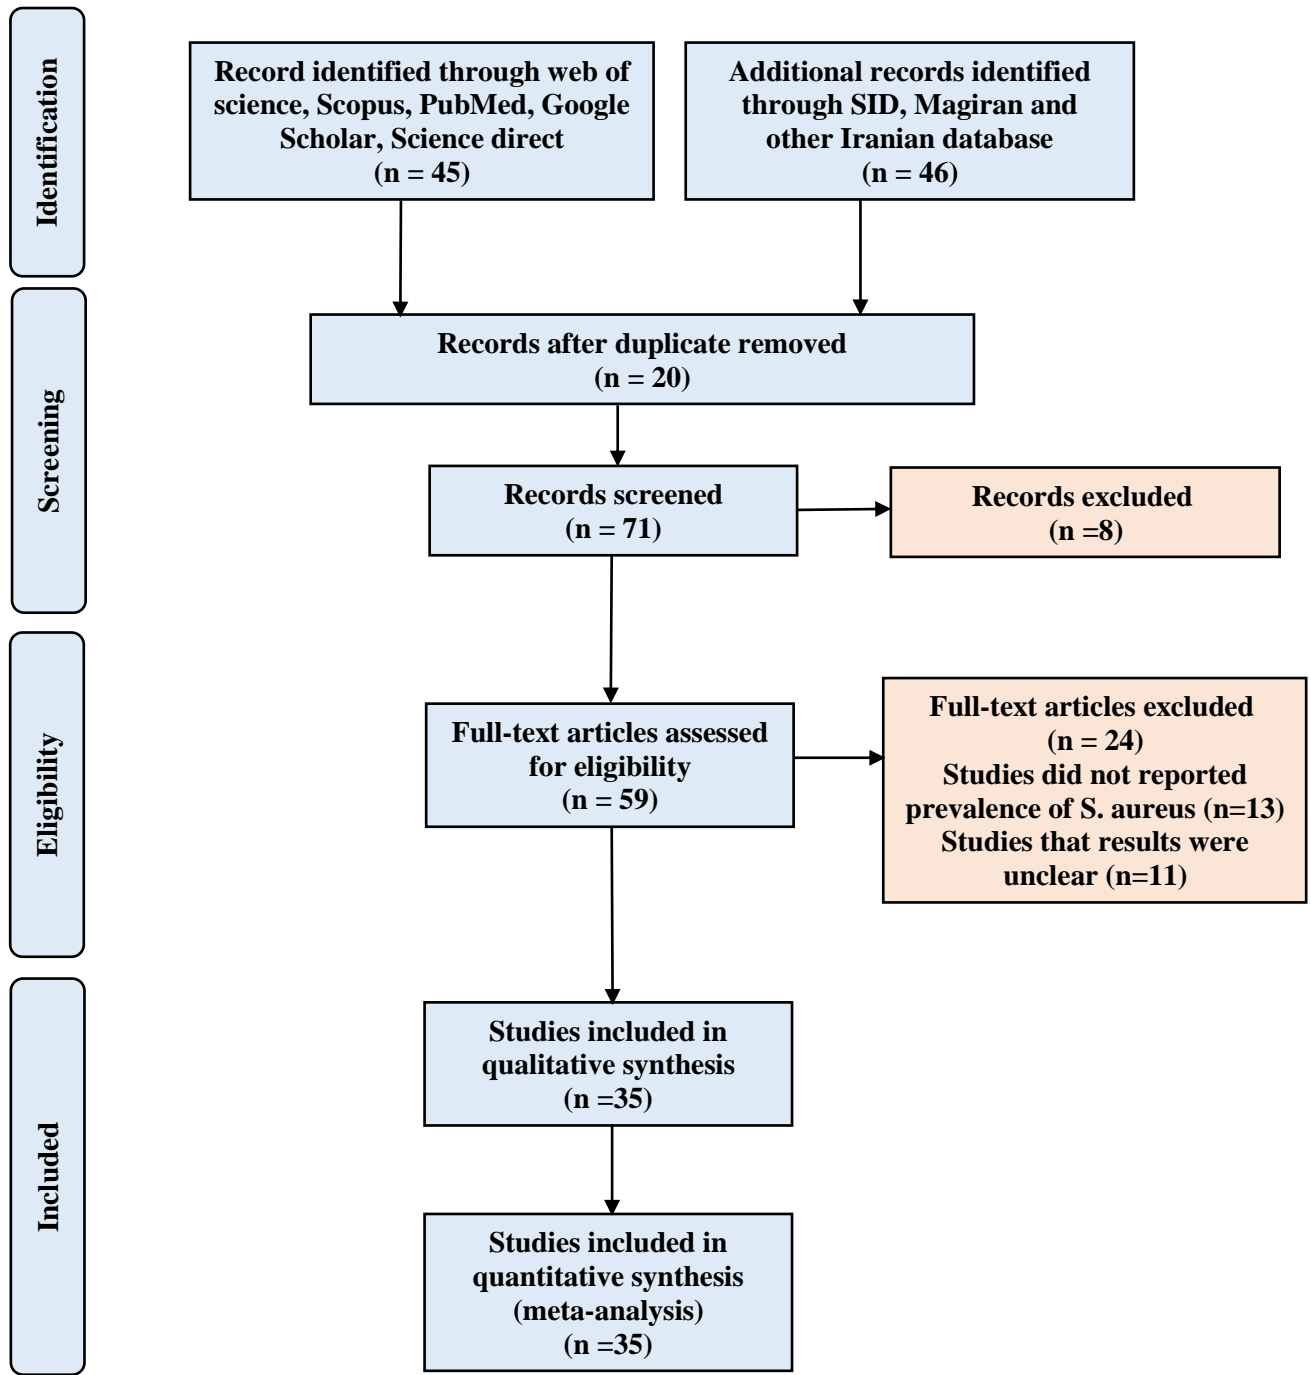 Identification
Record identified through web of
science, Scopus, PubMed, Google
Scholar, Science direct
(n = 45)
Additional records identified
through SID, Magiran and
other Iranian database
(n = 46)
Screening
Records after duplicate removed
(n = 20)
Records screened
(n = 71)
Records excluded
(n =8)
Eligibility
Full-text articles assessed
for eligibility
(n = 59)
Full-text articles excluded
(n = 24)
Studies did not reported
prevalence of S. aureus (n=13)
Studies that results were
unclear (n=11)
Included
Studies included in
qualitative synthesis
(n =35)
Studies included in
quantitative synthesis
(meta-analysis)
(n =35)